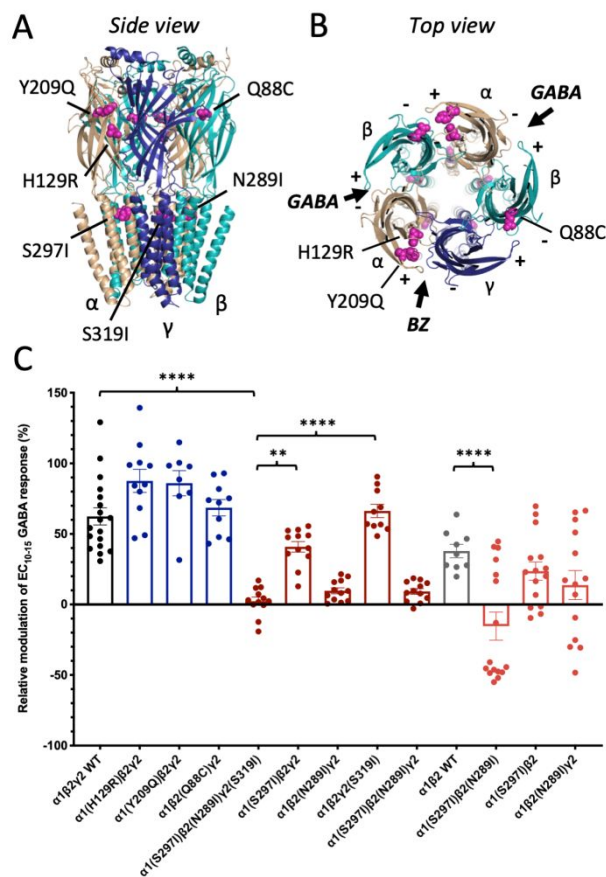 A
Side view
Y209Q
Q88C
H129R
N289I
S297I
α
γ
β
S319I
B
Top view
+
α
-
GABA
-
β
+
+
β
GABA
-
Q88C
-
H129R
α
+
-
γ
+
Y209Q
BZ
C
Relative modulation of EC10-15 GABA response (%)
150
100
50
0
-50
-100
****
****
**
****
α1β2γ2 WT
α1(H129R)β2γ2
α1(Y209Q)β2γ2
α1β2(Q88C)γ2
α1(S297I)β2(N289I)γ2(S319I)
α1(S297I)β2γ2
α1β2(N289I)γ2
α1β2γ2(S319I)
α1(S297I)β2(N289I)γ2
α1β2 WT
α1(S297I)β2(N289I)
α1(S297I)β2
α1β2(N289I)γ2